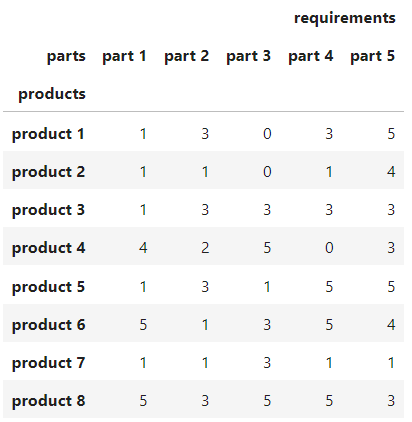 requirements
parts part 1 part 2 part 3 part 4 part 5
products
product 1 1 3 0 3 5
product 2 1 1 0 1 4
product 3 1 3 3 3 3
product 4 4 2 5 0 3
product 5 1 3 1 5 5
product 6 5 1 3 5 4
product 7 1 1 3 1 1
product 8 5 3 5 5 3